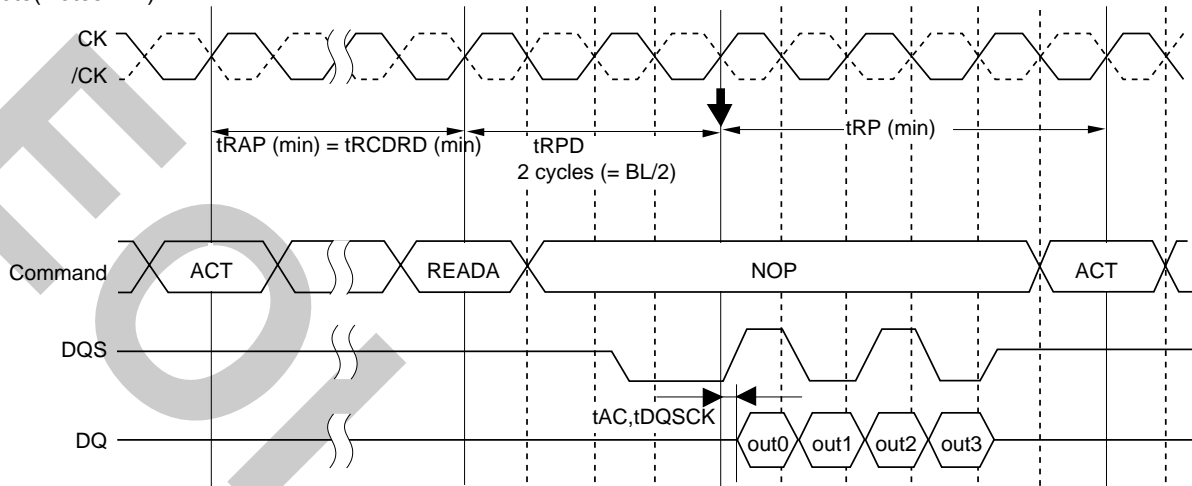 CK
/CK
tRAP (min) = tRCDRD (min)
tRPD
2 cycles (= BL/2)
tRP (min)
Command
ACT
READA
NOP
ACT
DQS
tAC,tDQSCK
DQ
out0
out1
out2
out3